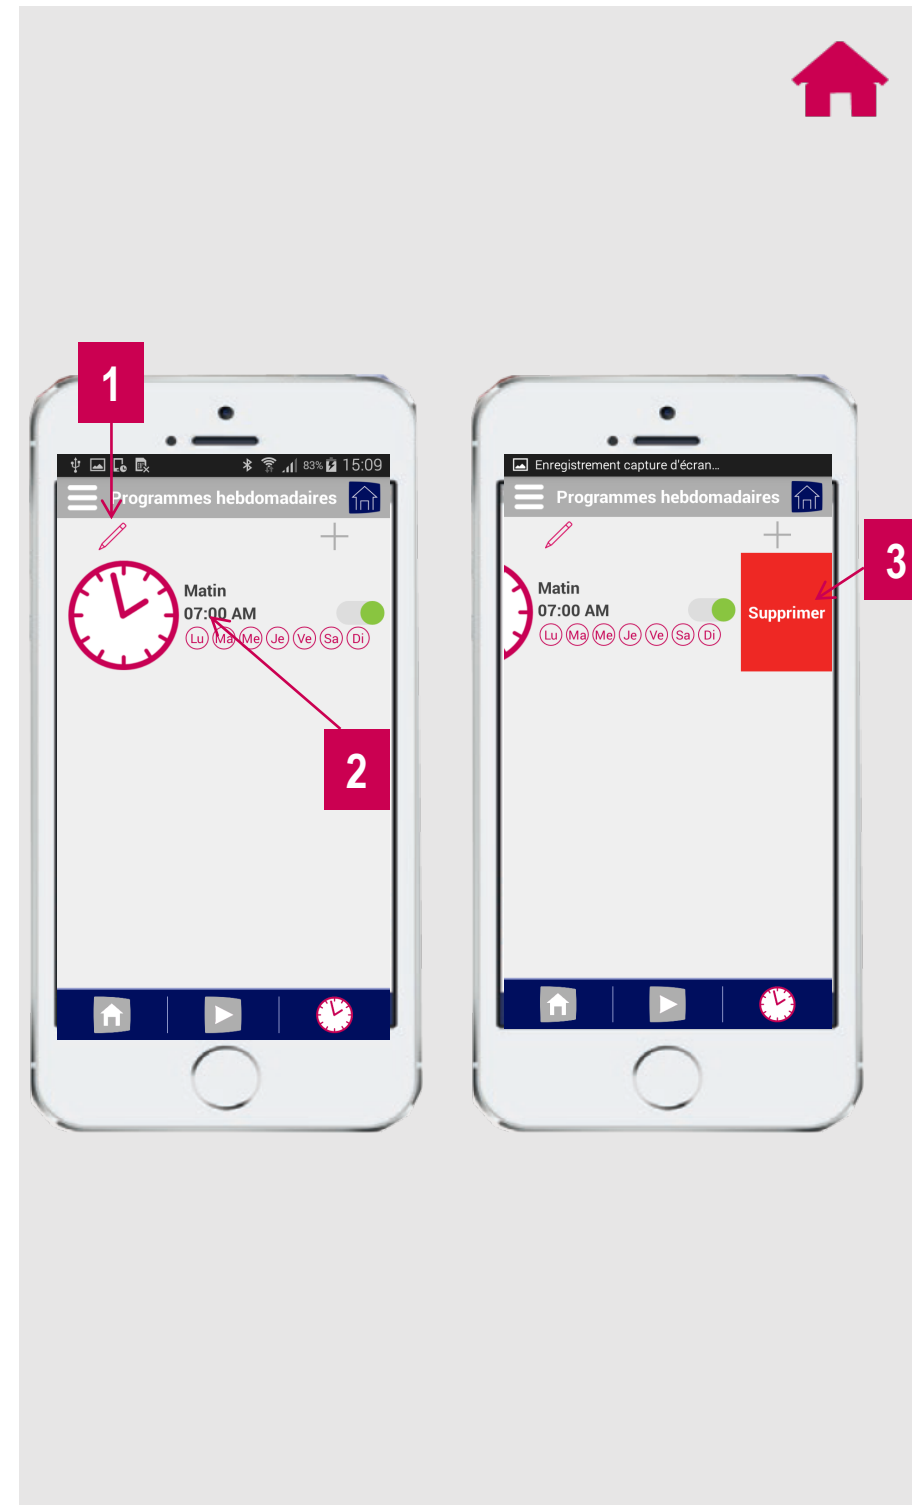 1
83% 15:09
Programmes hebdomadaires
Matin
07:00 AM
Lu Ma Me Je Ve Sa Di
2
Enregistrement capture d'écran...
Programmes hebdomadaires
Matin
07:00 AM
Lu Ma Me Je Ve Sa Di
Supprimer
3